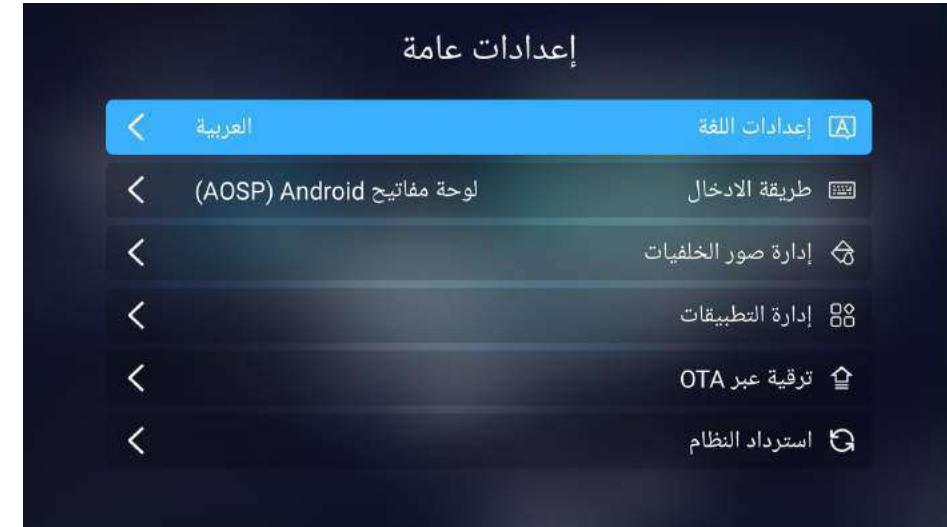 إعدادات عامة
إعدادات اللغة العربية
طريقة الادخال لوحة مفاتيح Android (AOSP)
إدارة صور الخلفيات
إدارة التطبيقات
ترقية عبر OTA
استرداد النظام